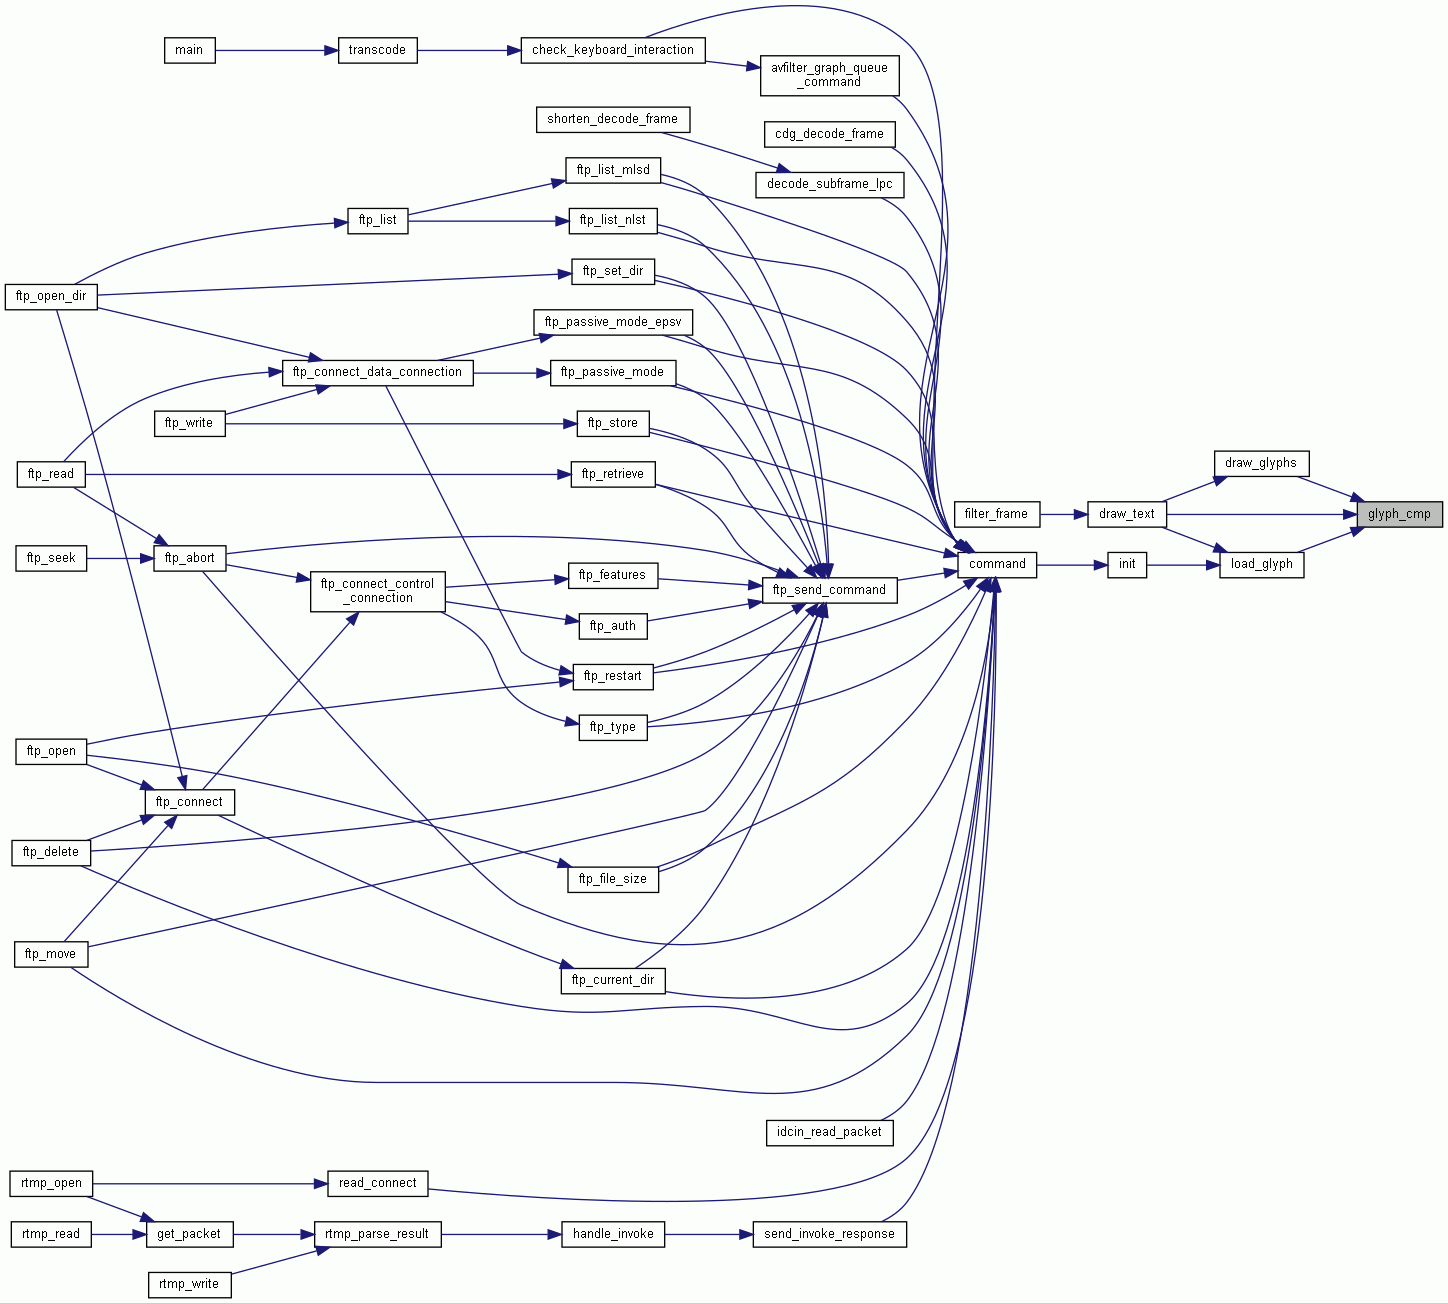 main
transcode
check_keyboard_interaction
avfilter_graph_queue
_command
shorten_decode_frame
cdg_decode_frame
ftp_list_mlsd
decode_subframe_lpc
ftp_list
ftp_list_nlst
ftp_set_dir
ftp_open_dir
ftp_passive_mode_epsv
ftp_connect_data_connection
ftp_passive_mode
ftp_write
ftp_store
draw_glyphs
ftp_read
ftp_retrieve
filter_frame
draw_text
glyph_cmp
ftp_seek
ftp_abort
command
init
load_glyph
ftp_connect_control
_connection
ftp_features
ftp_send_command
ftp_auth
ftp_restart
ftp_type
ftp_open
ftp_connect
ftp_delete
ftp_file_size
ftp_move
ftp_current_dir
idcin_read_packet
rtmp_open
read_connect
rtmp_read
get_packet
rtmp_parse_result
handle_invoke
send_invoke_response
rtmp_write